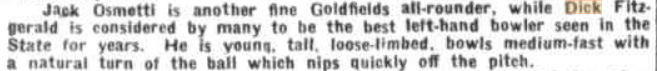 Jack Osmetti is another fine Goldfields all-rounder, while Dick Fitz-
gerald is considered by many to be the best left-hand bowler seen in the
State for years. He is young, tall, loose-limbed, bowls medium-fast with
a natural turn of the ball which nips quickly off the pitch.